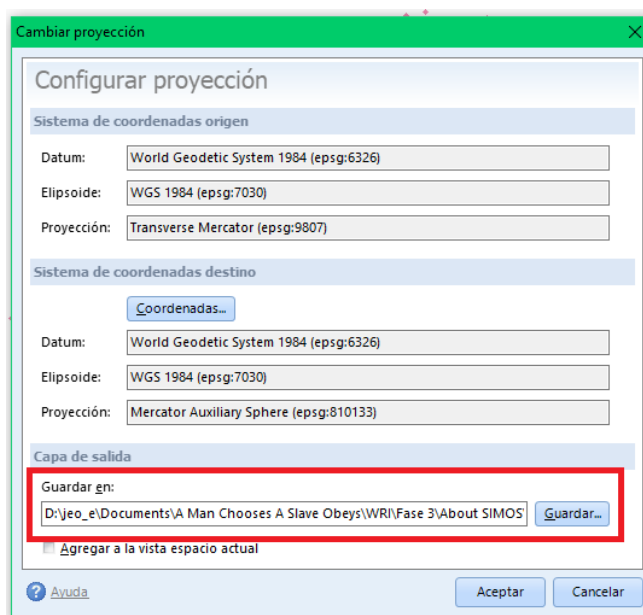 Cambiar proyección
Configurar proyección
Sistema de coordenadas origen
Datum: World Geodetic System 1984 (epsg:6326)
Elipsoide: WGS 1984 (epsg:7030)
Proyección: Transverse Mercator (epsg:9807)
Sistema de coordenadas destino
Coordenadas...
Datum: World Geodetic System 1984 (epsg:6326)
Elipsoide: WGS 1984 (epsg:7030)
Proyección: Mercator Auxiliary Sphere (epsg:810133)
Capa de salida
Guardar en:
D:\jeo_e\Documents\A Man Chooses A Slave Obeys\WRI\Fase 3\About SIMOS Guardar...
Agregar a la vista espacio actual
Ayuda Aceptar Cancelar